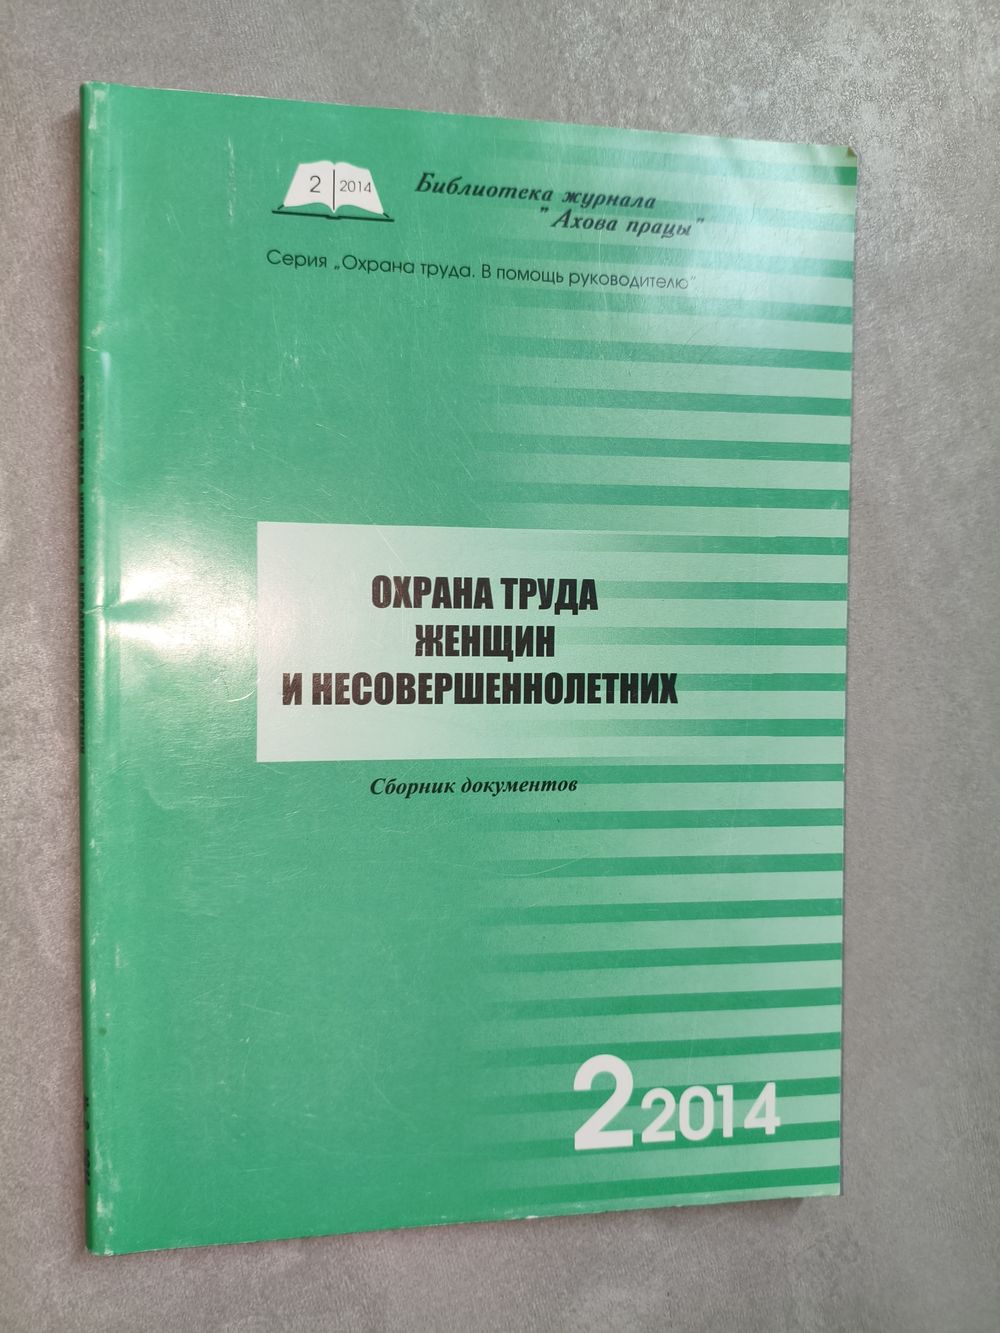 2 | 2014
Библиотека журнала
"Ахова працы"
Серия „Охрана труда. В помощь руководителю"
ОХРАНА ТРУДА
ЖЕНЩИН
И НЕСОВЕРШЕННОЛЕТНИХ
Сборник документов
2 2014